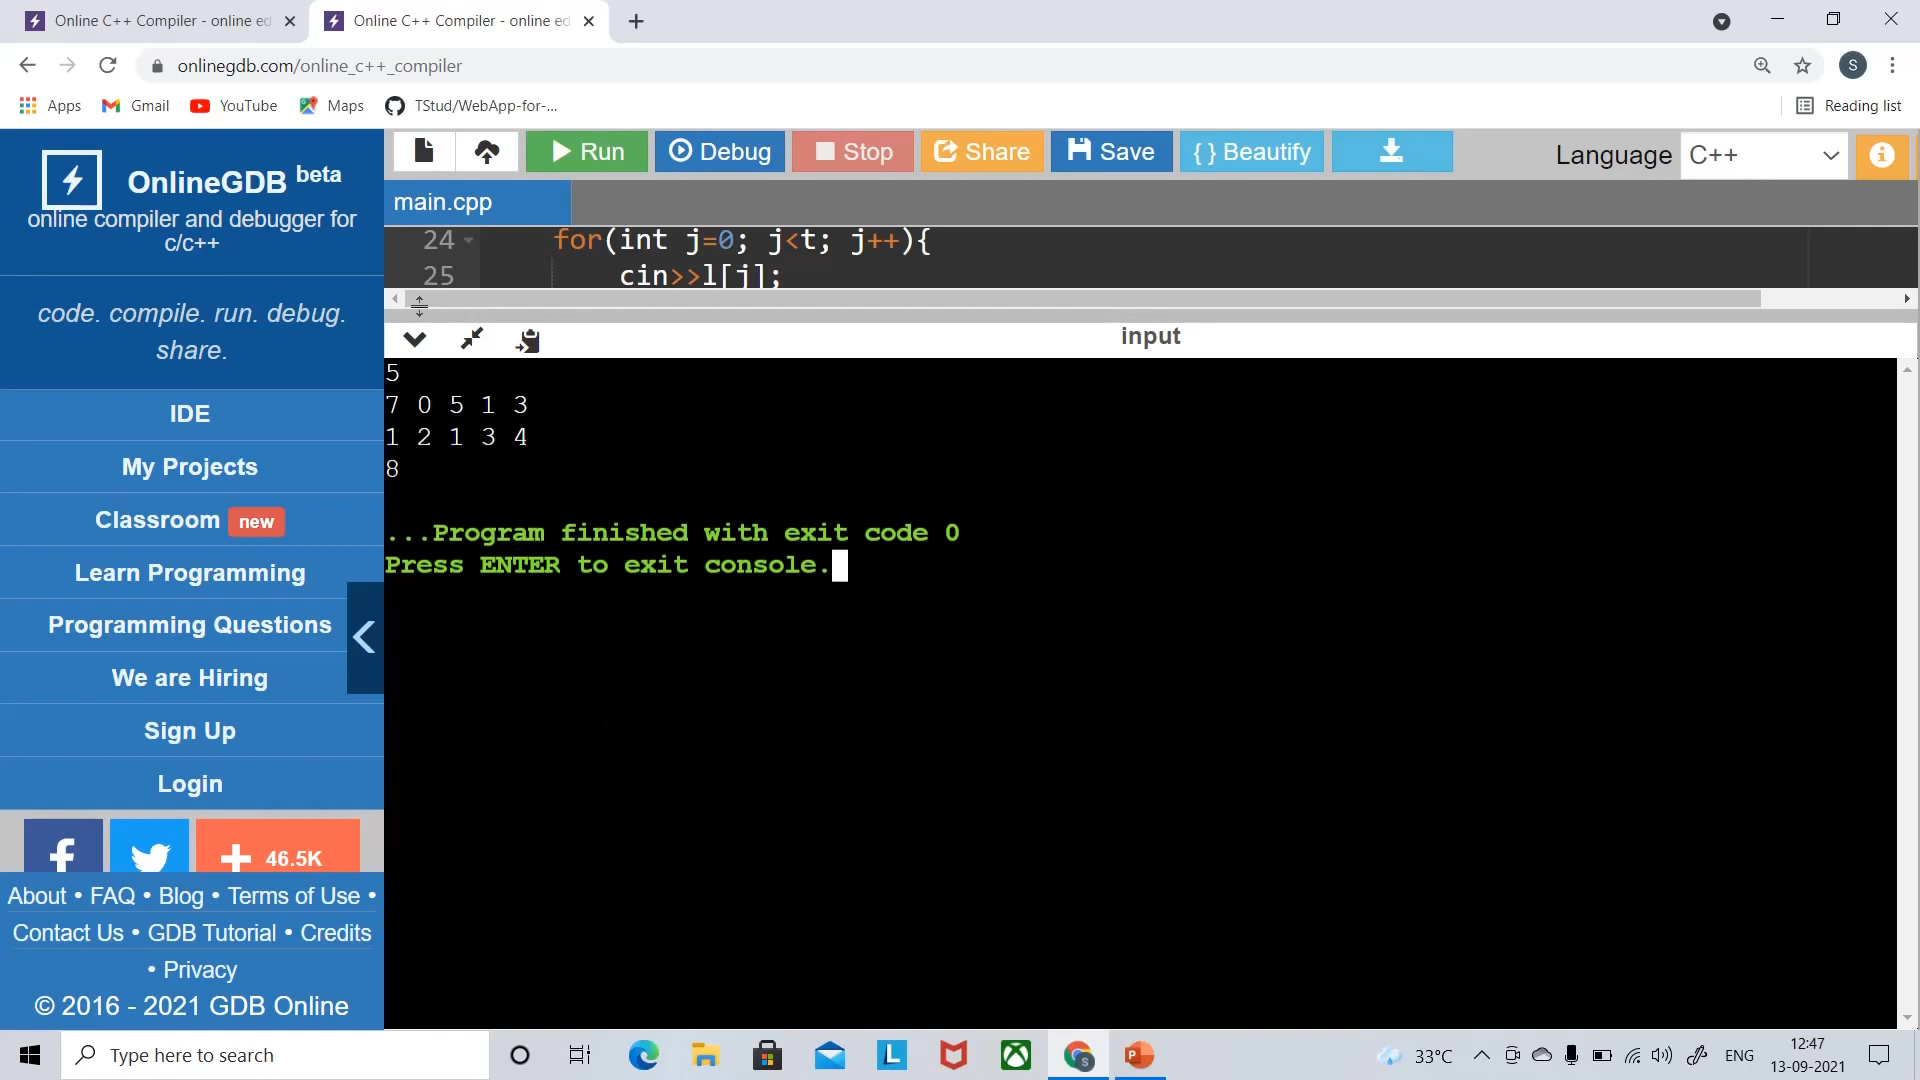 Online C++ Compiler - online ed
Online C++ Compiler - online ed
onlinegdb.com/online_c++_compiler
S
Apps
Gmail
YouTube
Maps
TStud/WebApp-for-...
Reading list
OnlineGDB beta
online compiler and debugger for
c/c++
code. compile. run. debug.
share.
IDE
My Projects
Classroom new
Learn Programming
Programming Questions
We are Hiring
Sign Up
Login
46.5K
About • FAQ • Blog • Terms of Use •
Contact Us • GDB Tutorial • Credits
• Privacy
© 2016 - 2021 GDB Online
Run
Debug
Stop
Share
Save
{ } Beautify
Language C++
main.cpp
24 for(int j=0; j<t; j++){
25 cin>>l[j];
input
5
7 0 5 1 3
1 2 1 3 4
8
...Program finished with exit code 0
Press ENTER to exit console.
Type here to search
L
P
S
33°C
ENG
12:47
13-09-2021